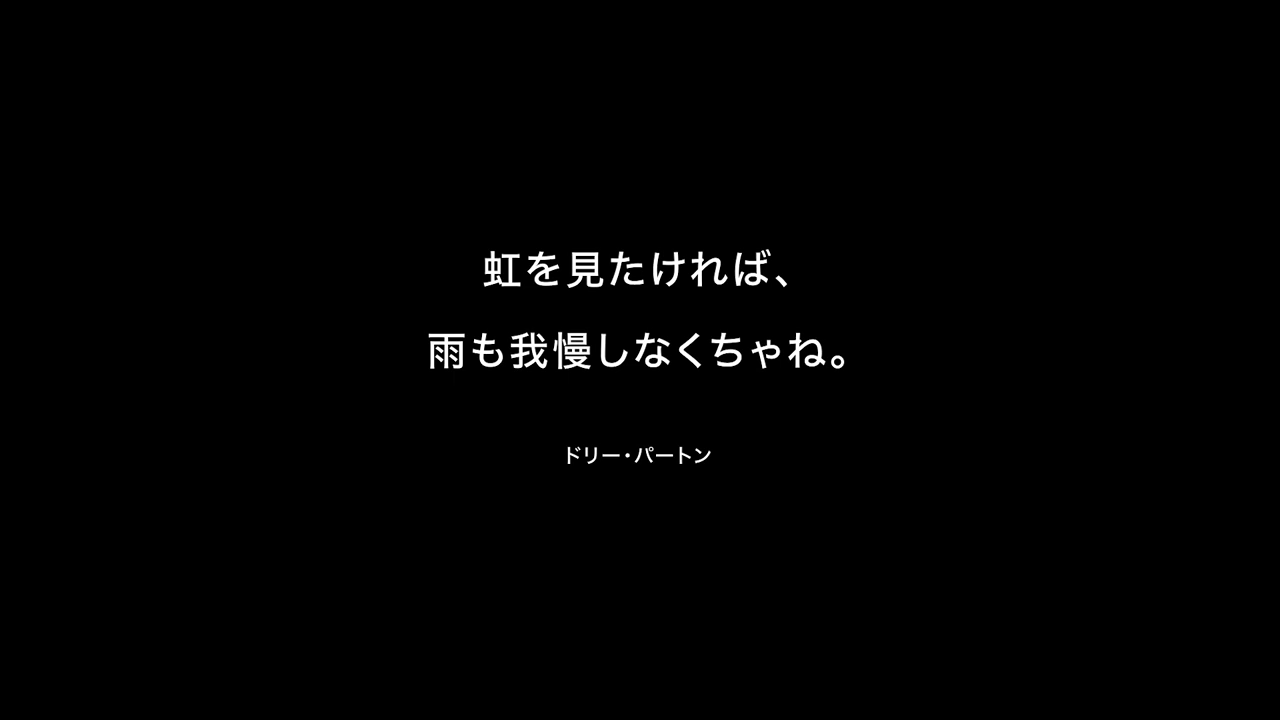 虹を見たければ、
雨も我慢しなくちゃね。
ドリー・パートン